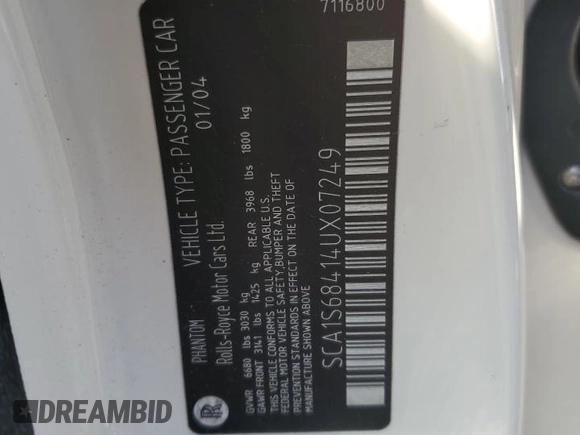 7116800
PHANTOM VEHICLE TYPE: PASSENGER CAR
Rolls-Royce Motor Cars Ltd. 01/04
GVWR 6680 lbs 3030 kg
GAWR FRONT 3141 lbs 1425 kg REAR 3968 lbs 1800 kg
THIS VEHICLE CONFORMS TO ALL APPLICABLE U.S.
FEDERAL MOTOR VEHICLE SAFETY,BUMPER AND THEFT
PREVENTION STANDARDS IN EFFECT ON THE DATE OF
MANUFACTURE SHOWN ABOVE.
SCA1S68414UX07249
DREAMBID